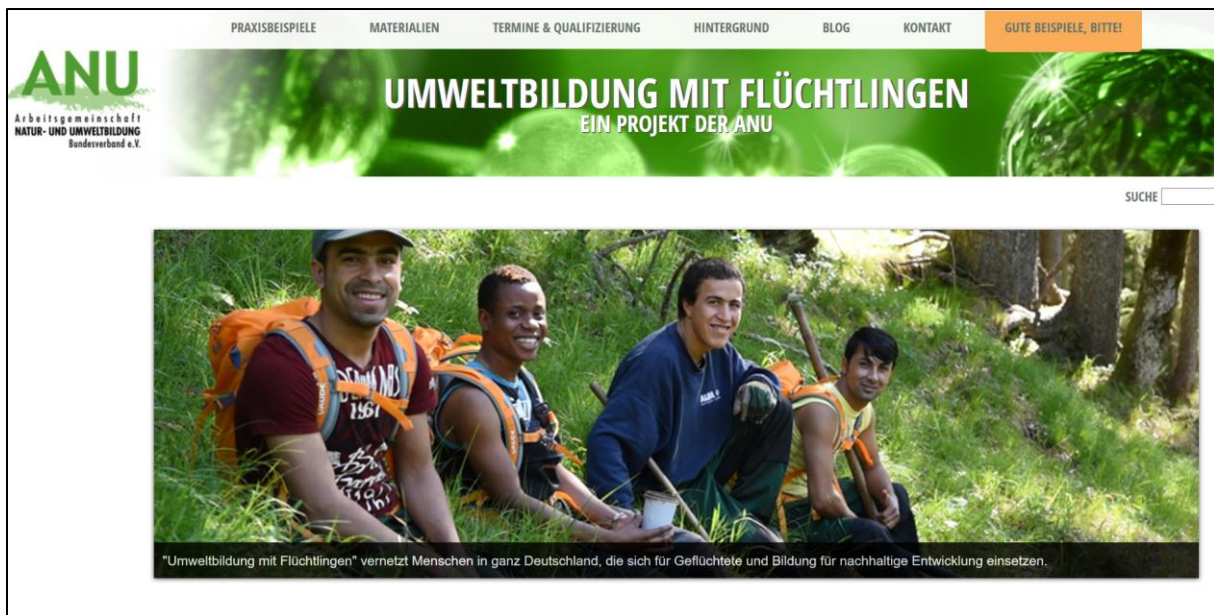 PRAXISBEISPIELE MATERIALIEN TERMINE & QUALIFIZIERUNG HINTERGRUND BLOG KONTAKT GUTE BEISPIELE, BITTE!
ANU
Arbeitsgemeinschaft
NATUR- UND UMWELTBILDUNG
Bundesverband e.V.
UMWELTBILDUNG MIT FLÜCHTLINGEN
EIN PROJEKT DER ANU
SUCHE
1961
"Umweltbildung mit Flüchtlingen" vernetzt Menschen in ganz Deutschland, die sich für Geflüchtete und Bildung für nachhaltige Entwicklung einsetzen.